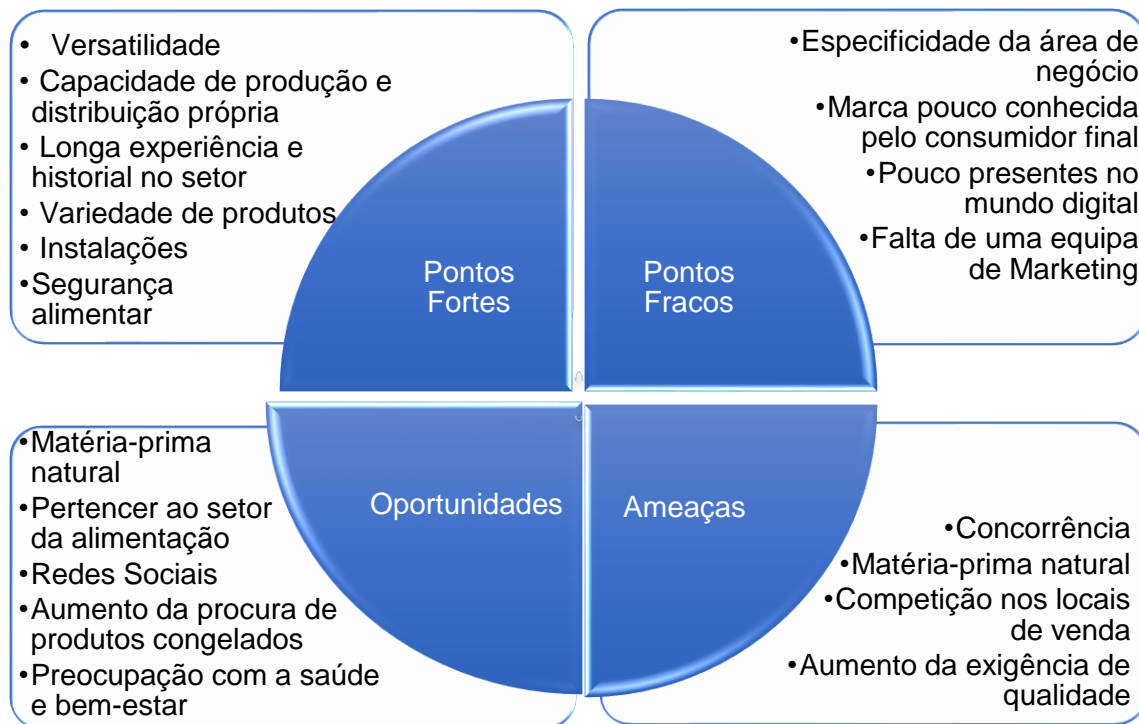 • Versatilidade
• Capacidade de produção e
distribuição própria
• Longa experiência e
historial no setor
• Variedade de produtos
• Instalações
•Segurança
alimentar
•Especificidade da área de
negócio
•Marca pouco conhecida
pelo consumidor final
•Pouco presentes no
mundo digital
•Falta de uma equipa
de Marketing
Pontos
Fortes
Pontos
Fracos
•Matéria-prima
natural
•Pertencer ao setor
da alimentação
•Redes Sociais
•Aumento da procura de
produtos congelados
•Preocupação com a saúde
e bem-estar
Oportunidades
Ameaças
•Concorrência
•Matéria-prima natural
•Competição nos locais
de venda
•Aumento da exigência de
qualidade